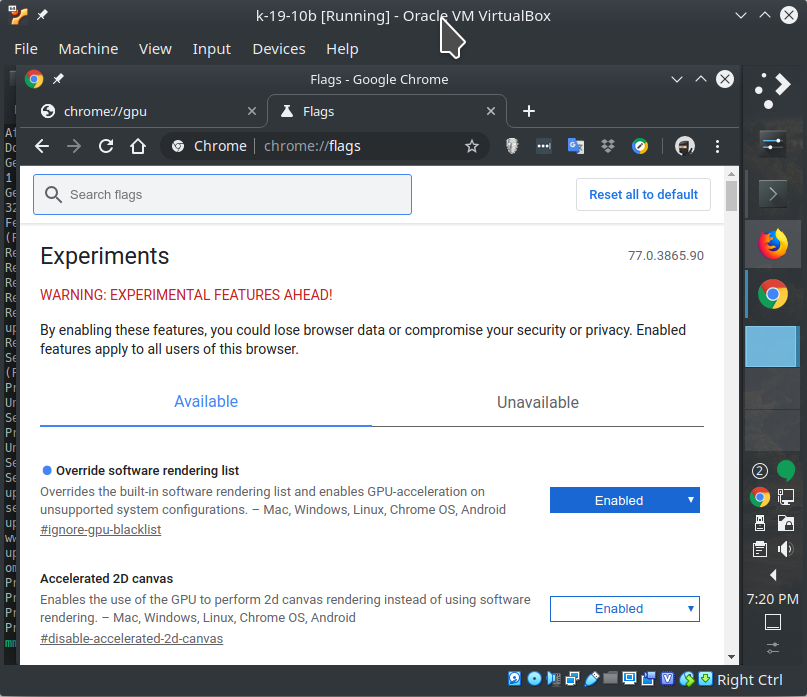 k-19-10b [Running] - Oracle VM VirtualBox
File Machine View Input Devices Help
Flags - Google Chrome
chrome://gpu
Flags
Chrome | chrome://flags
Search flags
Reset all to default
Experiments
77.0.3865.90
WARNING: EXPERIMENTAL FEATURES AHEAD!
By enabling these features, you could lose browser data or compromise your security or privacy. Enabled
features apply to all users of this browser.
Available
Unavailable
Override software rendering list
Overrides the built-in software rendering list and enables GPU-acceleration on
unsupported system configurations. – Mac, Windows, Linux, Chrome OS, Android
#ignore-gpu-blacklist
Enabled
Accelerated 2D canvas
Enables the use of the GPU to perform 2d canvas rendering instead of using software
rendering. – Mac, Windows, Linux, Chrome OS, Android
#disable-accelerated-2d-canvas
Enabled
2
7:20 PM
Right Ctrl